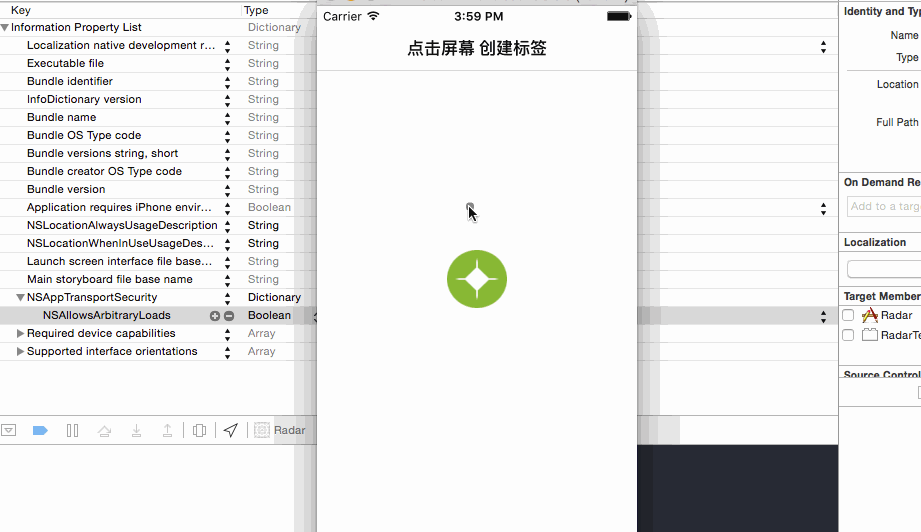 Key Type
Information Property List Dictionary
Localization native development r... String
Executable file String
Bundle identifier String
InfoDictionary version String
Bundle name String
Bundle OS Type code String
Bundle versions string, short String
Bundle creator OS Type code String
Bundle version String
Application requires iPhone envir... Boolean
NSLocationAlwaysUsageDescription String
NSLocationWhenInUseUsageDes... String
Launch screen interface file base... String
Main storyboard file base name String
NSAppTransportSecurity Dictionary
NSAllowsArbitraryLoads Boolean
Required device capabilities Array
Supported interface orientations Array
Radar
Carrier 3:59 PM
点击屏幕 创建标签
Identity and Typ
Name
Type
Location
Full Path
On Demand Re
Add to a targe
Localization
Target Member
Radar
RadarTe
Source Control